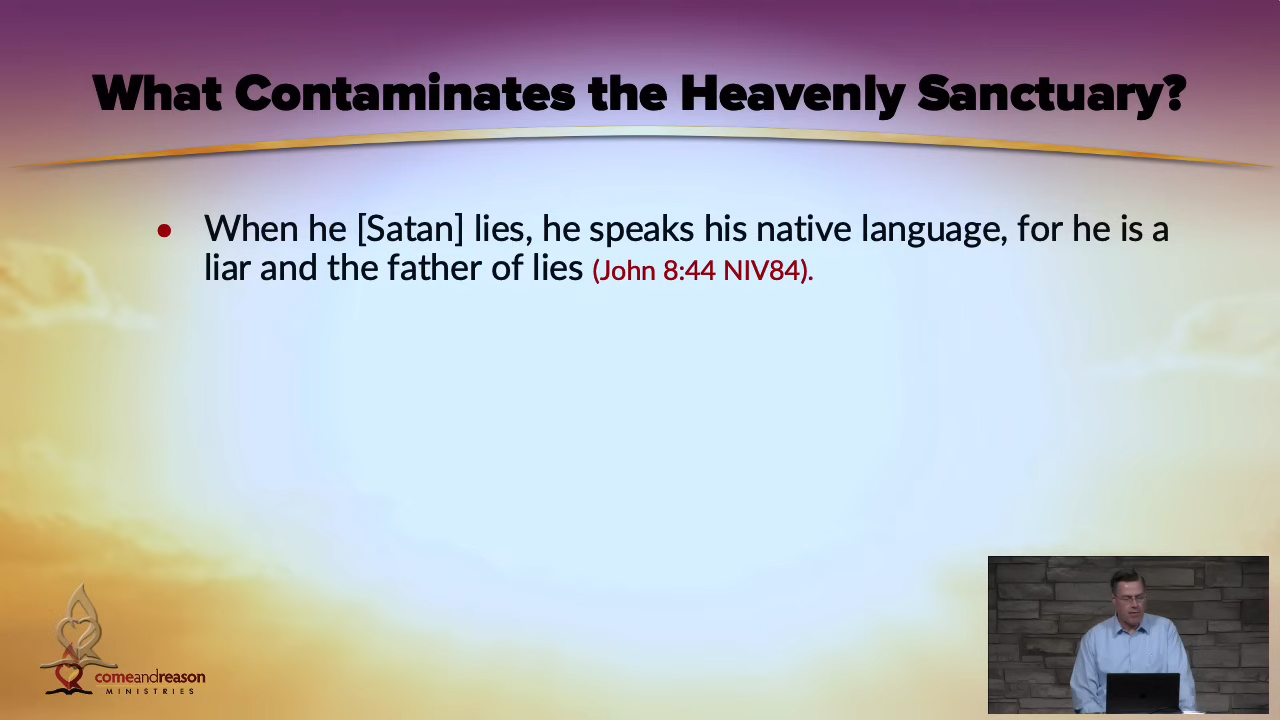 What Contaminates the Heavenly Sanctuary?
• When he [Satan] lies, he speaks his native language, for he is a
liar and the father of lies (John 8:44 NIV84).
comeandreason
MINISTRIES